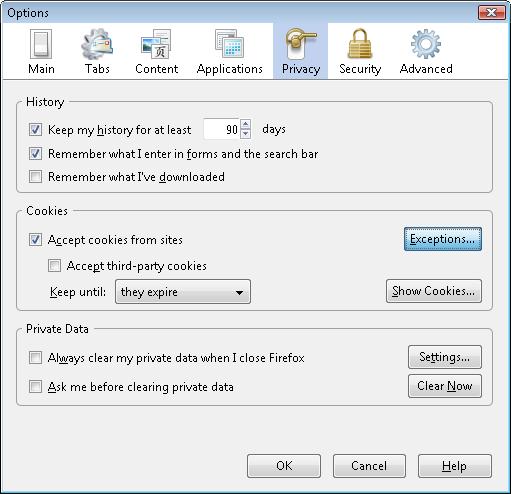 Options
Main Tabs Content Applications Privacy Security Advanced
History
Keep my history for at least 90 days
Remember what I enter in forms and the search bar
Remember what I've downloaded
Cookies
Accept cookies from sites Exceptions...
Accept third-party cookies
Keep until: they expire Show Cookies...
Private Data
Always clear my private data when I close Firefox Settings...
Ask me before clearing private data Clear Now
OK Cancel Help